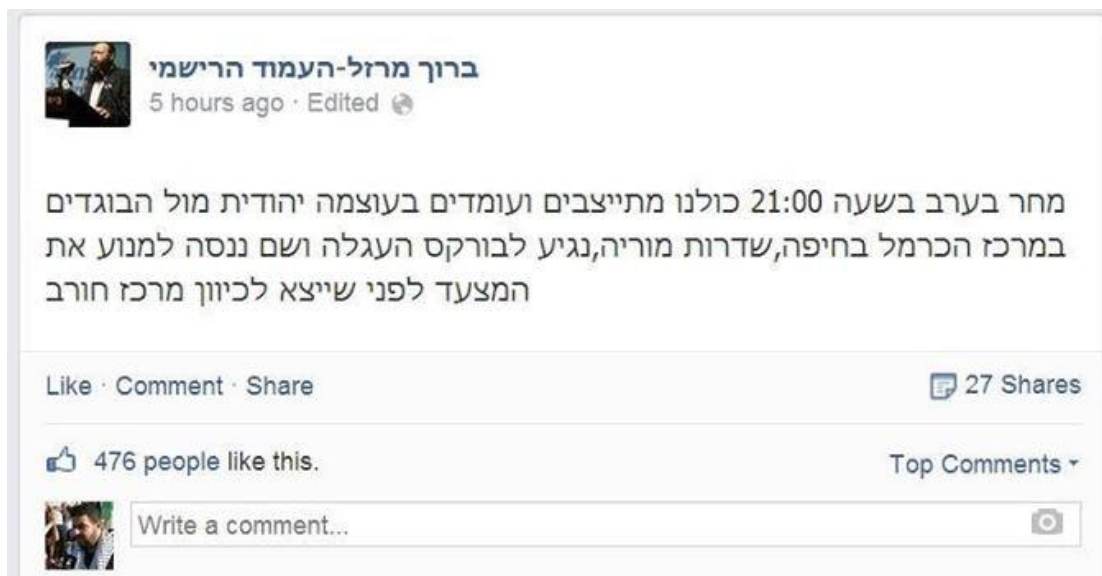 ברוך מרזל-העמוד הרישמי
5 hours ago · Edited
מחר בערב בשעה 21:00 כולנו מתייצבים ועומדים בעוצמה יהודית מול הבוגדים
במרכז הכרמל בחיפה,שדרות מוריה,נגיע לבורקס העגלה ושם ננסה למנוע את
המצעד לפני שייצא לכיוון מרכז חורב
Like · Comment · Share 27 Shares
476 people like this. Top Comments
Write a comment...